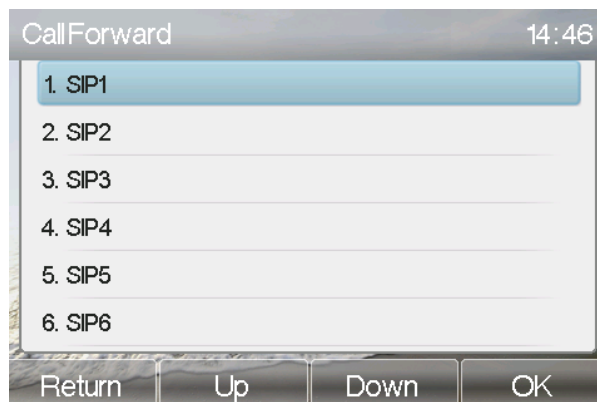 CallForward 14:46
1. SIP1
2. SIP2
3. SIP3
4. SIP4
5. SIP5
6. SIP6
Return Up Down OK